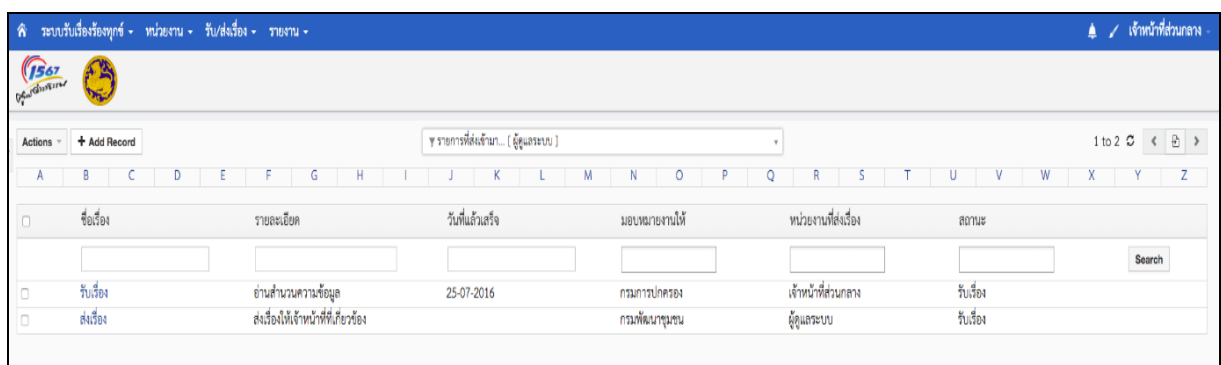 ระบบรับเรื่องร้องทุกข์ หน่วยงาน รับ/ส่งเรื่อง รายงาน เจ้าหน้าที่ส่วนกลาง
1567
Actions + Add Record รายการที่ส่งเข้ามา... [ ผู้ดูแลระบบ ] 1 to 2
A B C D E F G H I J K L M N O P Q R S T U V W X Y Z
ชื่อเรื่อง รายละเอียด วันที่แล้วเสร็จ มอบหมายงานให้ หน่วยงานที่ส่งเรื่อง สถานะ
Search
รับเรื่อง อ่านสำนวนความข้อมูล 25-07-2016 กรมการปกครอง เจ้าหน้าที่ส่วนกลาง รับเรื่อง
ส่งเรื่อง ส่งเรื่องให้เจ้าหน้าที่ที่เกี่ยวข้อง กรมพัฒนาชุมชน ผู้ดูแลระบบ รับเรื่อง